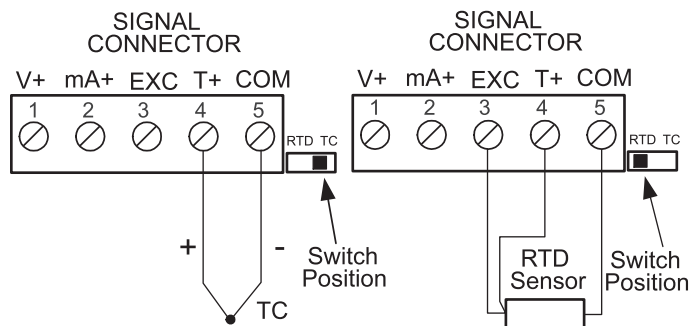 SIGNAL
CONNECTOR
V+ mA+ EXC T+ COM
1 2 3 4 5
RTD TC
+ -
Switch
Position
TC
SIGNAL
CONNECTOR
V+ mA+ EXC T+ COM
1 2 3 4 5
RTD TC
RTD
Sensor
Switch
Position